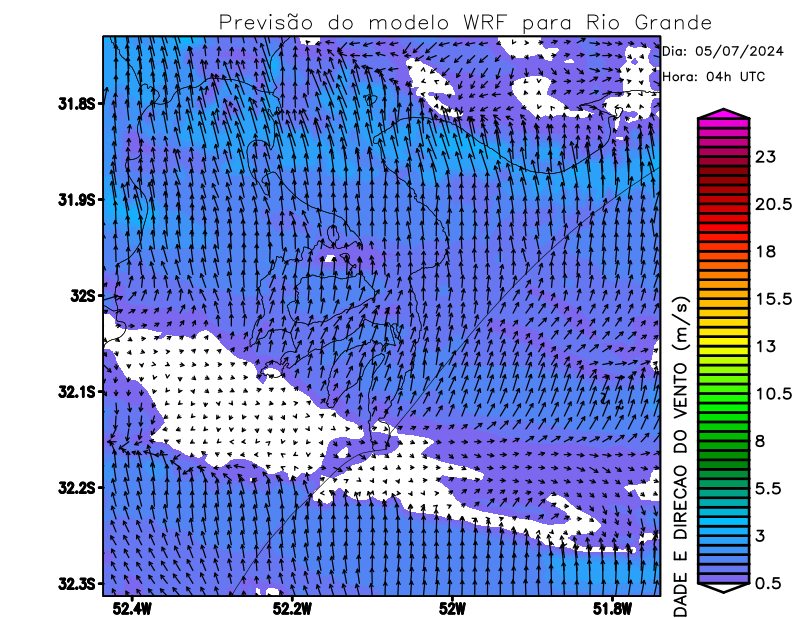 Previsão do modelo WRF para Rio Grande
Dia: 05/07/2024
Hora: 04h UTC
31.8S
31.9S
32S
32.1S
32.2S
32.3S
52.4W
52.2W
52W
51.8W
23
20.5
18
15.5
13
10.5
8
5.5
3
0.5
DADE E DIRECAO DO VENTO (m/s)